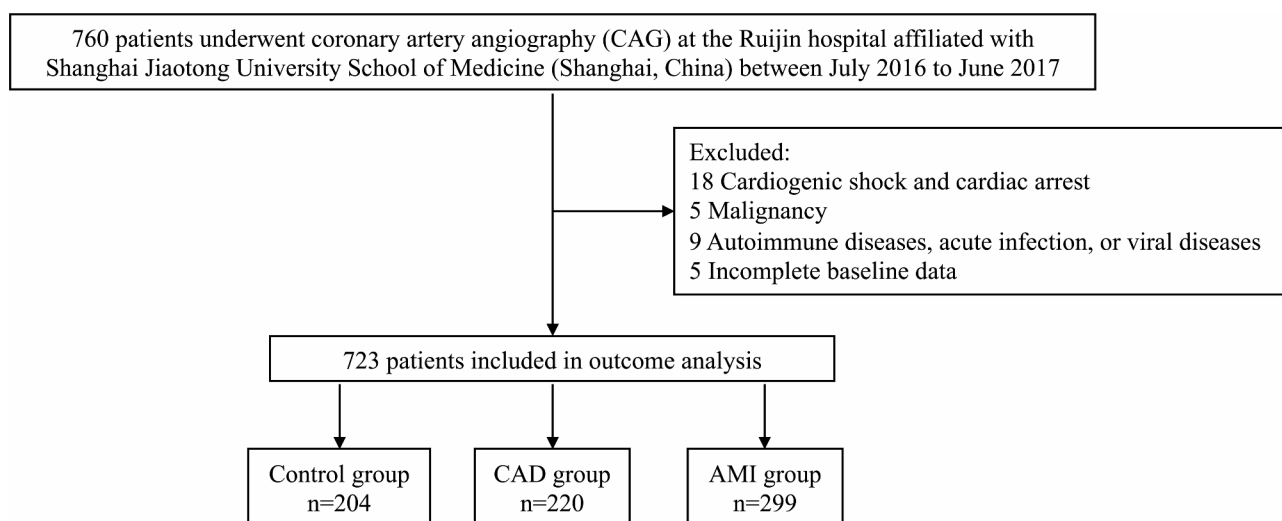 760 patients underwent coronary artery angiography (CAG) at the Ruijin hospital affiliated with
Shanghai Jiaotong University School of Medicine (Shanghai, China) between July 2016 to June 2017
Excluded:
18 Cardiogenic shock and cardiac arrest
5 Malignancy
9 Autoimmune diseases, acute infection, or viral diseases
5 Incomplete baseline data
723 patients included in outcome analysis
Control group
n=204
CAD group
n=220
AMI group
n=299